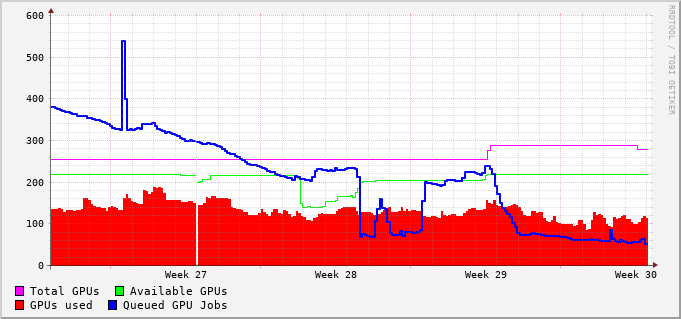 RRDTOOL / TOBI OETIKER
600
500
400
300
200
100
0
Week 27 Week 28 Week 29 Week 30
Total GPUs Available GPUs
GPUs used Queued GPU Jobs